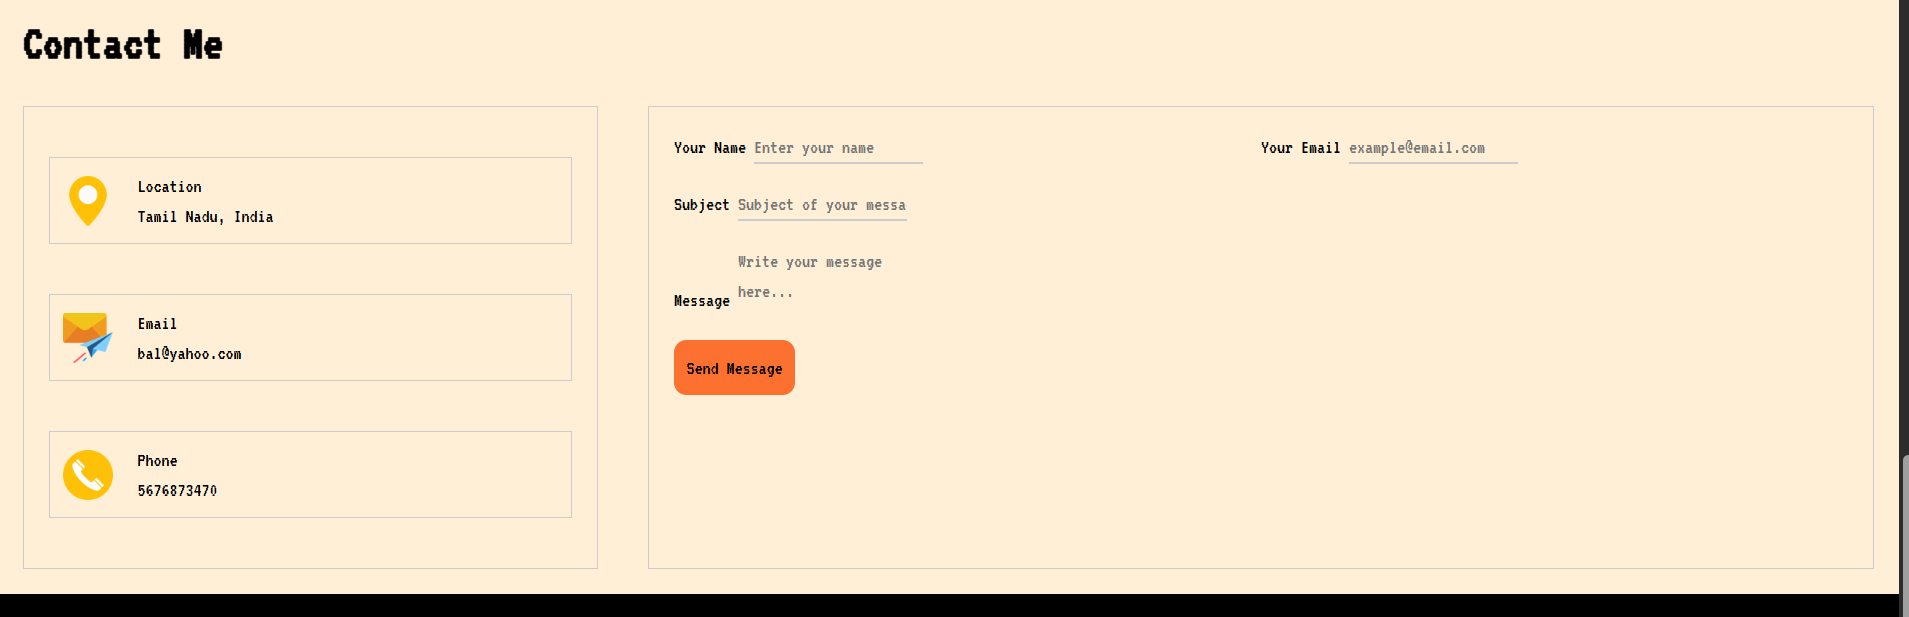 Contact Me
Location
Tamil Nadu, India
Email
bal@yahoo.com
Phone
5676873470
Your Name Enter your name
Your Email example@email.com
Subject Subject of your messa
Write your message
here...
Message
Send Message